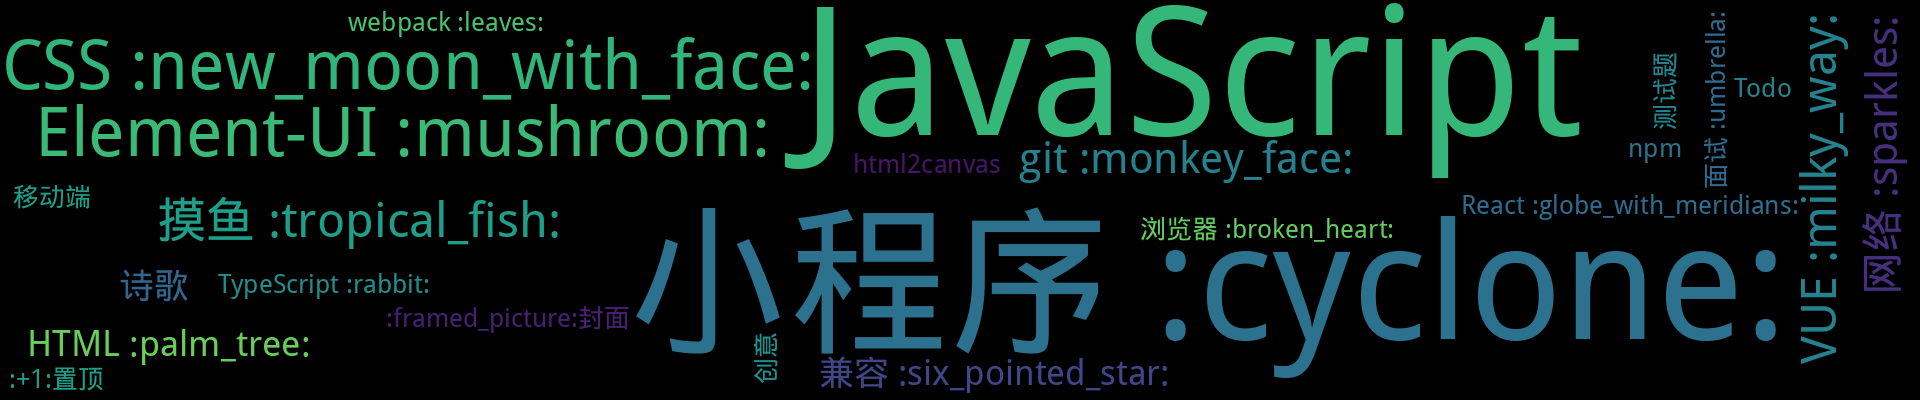 webpack :leaves:
CSS :new_moon_with_face:
JavaScript
Element-UI :mushroom:
html2canvas
git :monkey_face:
测试题
npm
面试 :umbrella:
Todo
VUE :milky_way:
网络 :sparkles:
移动端
摸鱼 :tropical_fish:
React :globe_with_meridians:
小程序 :cyclone:
浏览器 :broken_heart:
诗歌
TypeScript :rabbit:
:framed_picture:封面
HTML :palm_tree:
创意
:+1:置顶
兼容 :six_pointed_star: